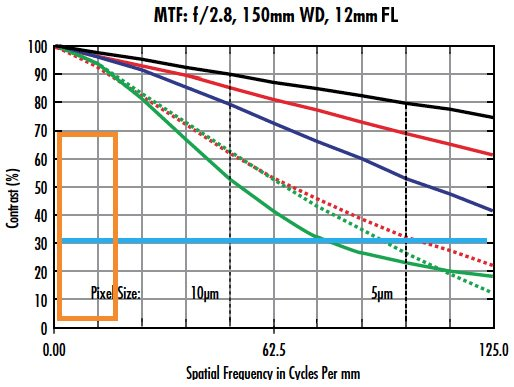 MTF: f/2.8, 150mm WD, 12mm FL
100
90
80
70
60
50
40
30
20
10
0
Contrast (%)
Pixel Size: 10µm 5µm
0.00 62.5 125.0
Spatial Frequency in Cycles Per mm